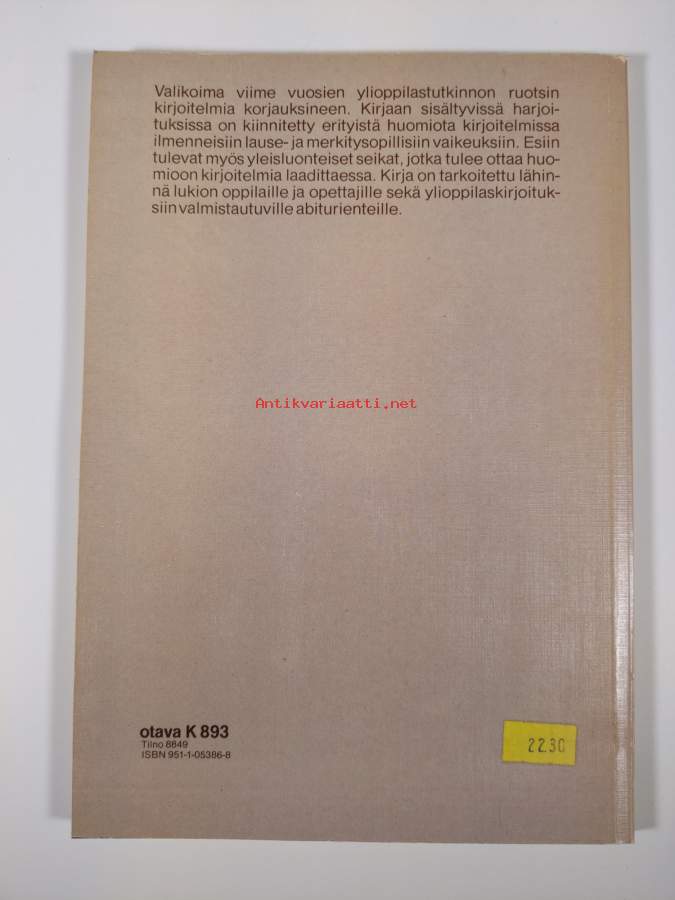 Valikoima viime vuosien ylioppilastutkinnon ruotsin
kirjoitelmia korjauksineen. Kirjaan sisältyvissä harjoi-
tuksissa on kiinnitetty erityistä huomiota kirjoitelmissa
ilmenneisiin lause- ja merkitysopillisiin vaikeuksiin. Esiin
tulevat myös yleisluonteiset seikat, jotka tulee ottaa huo-
mioon kirjoitelmia laadittaessa. Kirja on tarkoitettu lähin-
nä lukion oppilaille ja opettajille sekä ylioppilaskirjoituk-
siin valmistautuville abiturienteille.
Antikvariaatti.net
otava K 893
Tilno 8849
ISBN 951-1-05386-8
22.30